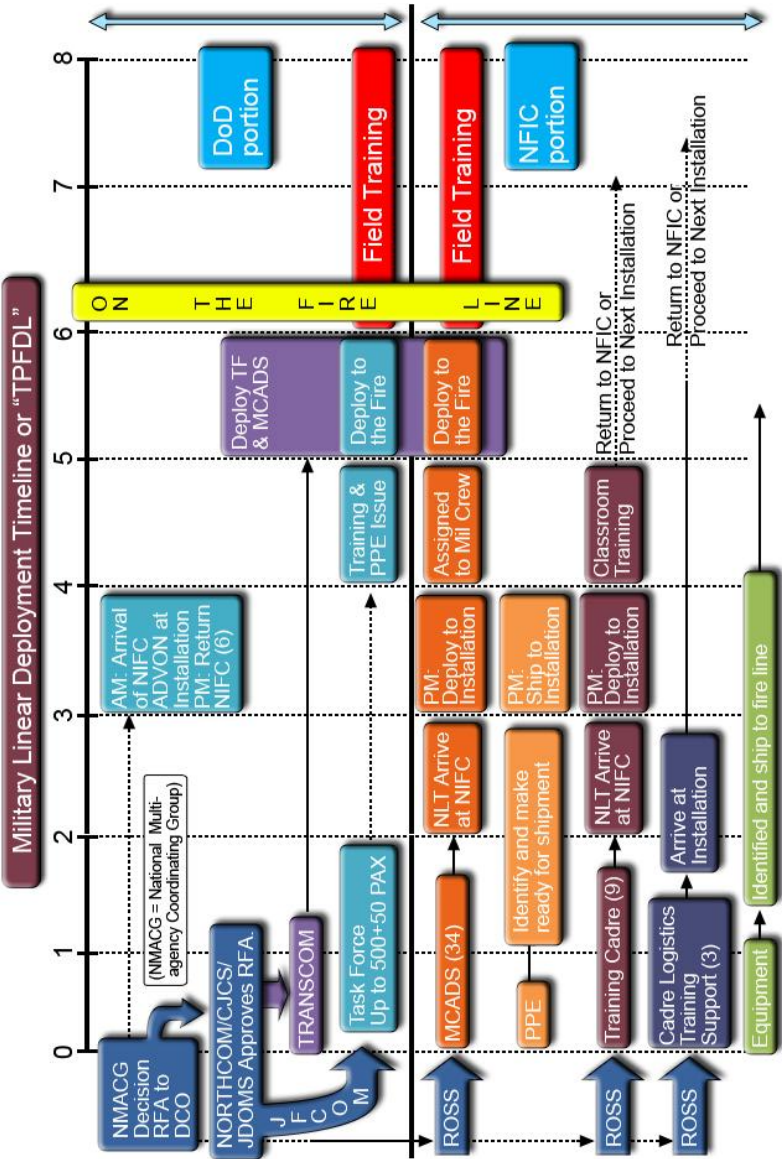 Military Linear Deployment Timeline or “TPFDL”
0
1
2
3
4
5
6
7
8
NMACG
Decision
RFA to
DCO
(NMACG = National Multi-
agency Coordinating Group)
AM: Arrival
of NIFC
ADVON at
Installation
PM: Return
NIFC (6)
NORTHCOM/CJCS/
JDOMS Approves RFA.
JFCOM
TRANSCOM
Deploy TF
& MCADS
Task Force
Up to 500+50 PAX
Training &
PPE Issue
Deploy to
the Fire
Field Training
DoD
portion
ON THE FIRE LINE
ROSS
MCADS (34)
NLT Arrive
at NIFC
PM:
Deploy to
Installation
Assigned
to Mil Crew
Deploy to
the Fire
Field Training
PPE
Identify and make
ready for shipment
PM:
Ship to
Installation
NFIC
portion
ROSS
Training Cadre (9)
NLT Arrive
at NIFC
PM:
Deploy to
Installation
Classroom
Training
Return to NFIC or
Proceed to Next Installation
ROSS
Cadre Logistics
Training
Support (3)
Arrive at
Installation
Return to NFIC or
Proceed to Next Installation
Equipment
Identified and ship to fire line